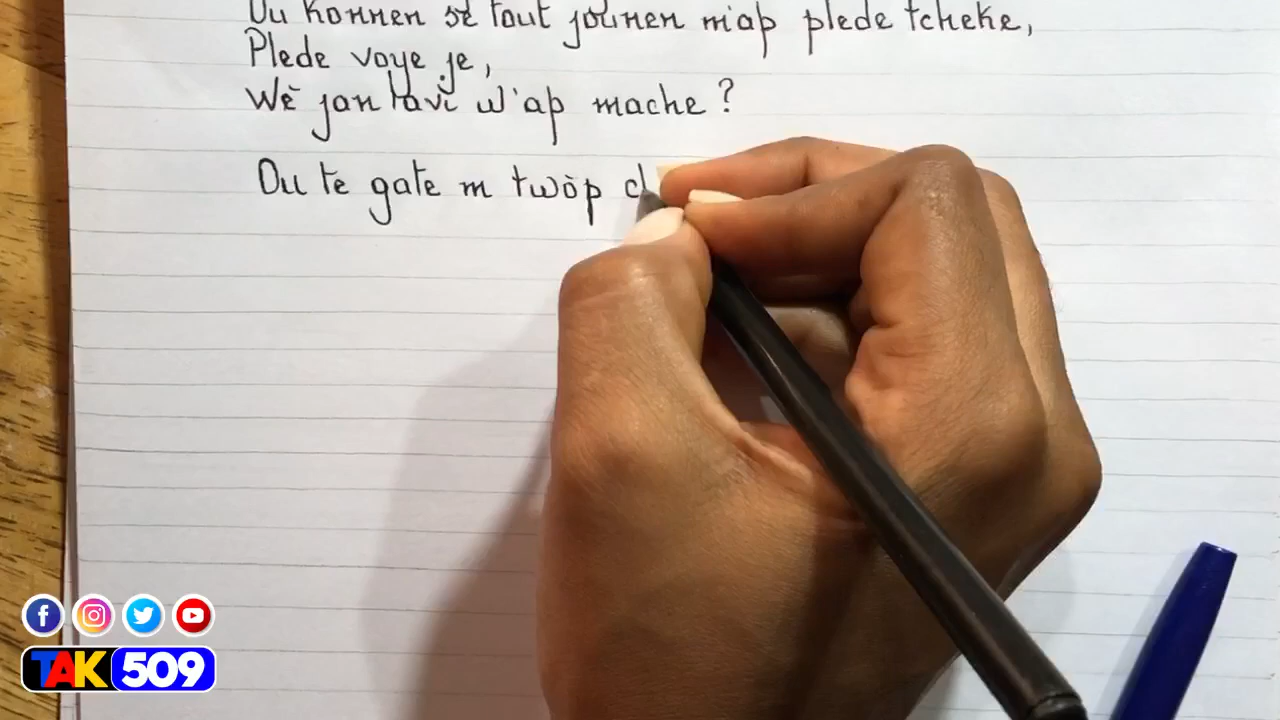 Ou konnen sè tout jounen m'ap plede tcheke,
Plede voye je,
Wè jan lavi w'ap mache ?
Ou te gate m twòp
TAK 509